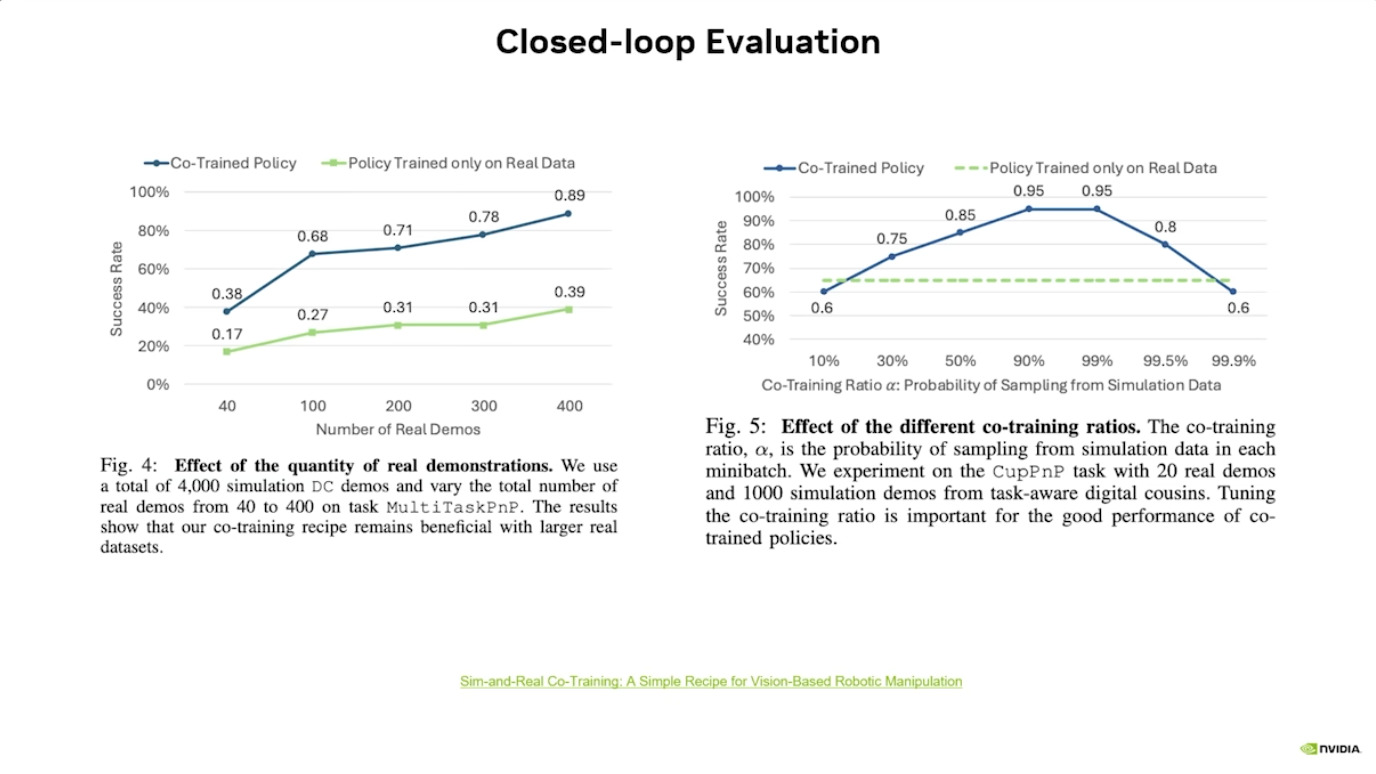 Closed-loop Evaluation
Co-Trained Policy Policy Trained only on Real Data
100%
80%
60%
40%
20%
0%
Success Rate
0.38
0.68
0.71
0.78
0.89
0.17
0.27
0.31
0.31
0.39
40 100 200 300 400
Number of Real Demos
Fig. 4: Effect of the quantity of real demonstrations. We use
a total of 4,000 simulation DC demos and vary the total number of
real demos from 40 to 400 on task MultiTaskPnP. The results
show that our co-training recipe remains beneficial with larger real
datasets.
Co-Trained Policy Policy Trained only on Real Data
100%
90%
80%
70%
60%
50%
40%
Success Rate
0.6
0.75
0.85
0.95
0.95
0.8
0.6
10% 30% 50% 90% 99% 99.5% 99.9%
Co-Training Ratio α: Probability of Sampling from Simulation Data
Fig. 5: Effect of the different co-training ratios. The co-training
ratio, α, is the probability of sampling from simulation data in each
minibatch. We experiment on the CupPnP task with 20 real demos
and 1000 simulation demos from task-aware digital cousins. Tuning
the co-training ratio is important for the good performance of co-
trained policies.
Sim-and-Real Co-Training: A Simple Recipe for Vision-Based Robotic Manipulation
NVIDIA.